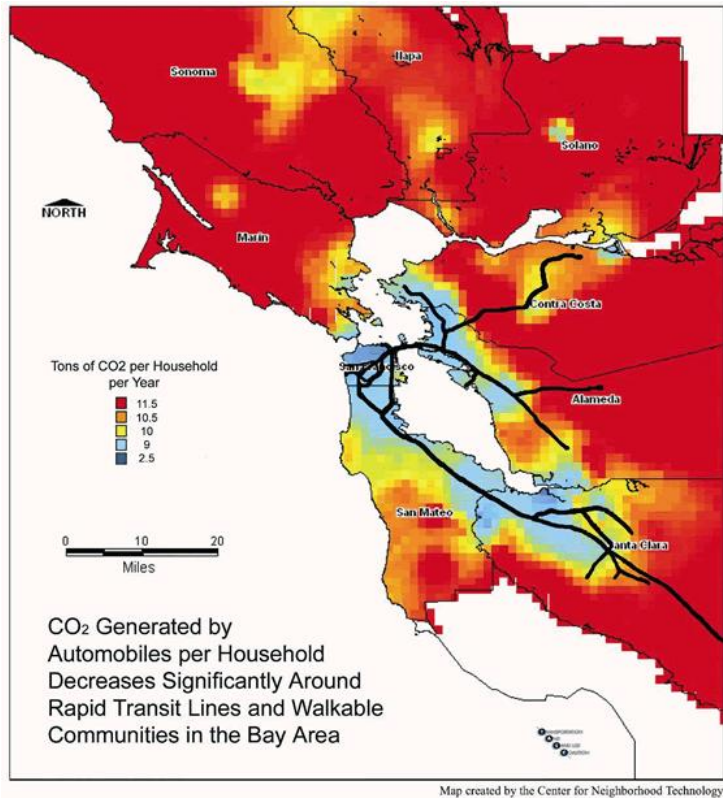 Sonoma
Ilapa
Solano
NORTH
Marin
Contra Costa
Tons of CO2 per Household
per Year
11.5
10.5
10
9
2.5
San Francisco
Alameda
San Mateo
Santa Clara
0 10 20
Miles
CO₂ Generated by
Automobiles per Household
Decreases Significantly Around
Rapid Transit Lines and Walkable
Communities in the Bay Area
Map created by the Center for Neighborhood Technology